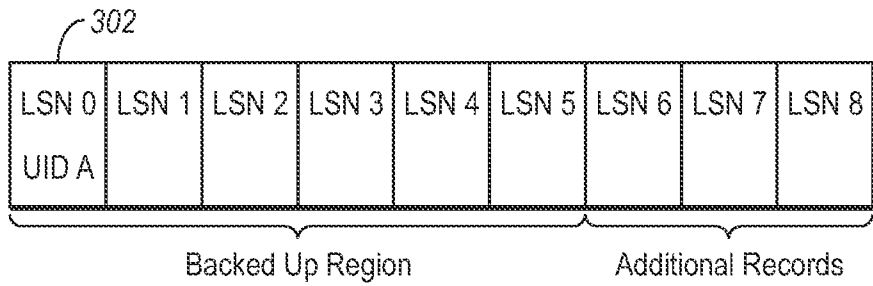 302
LSN 0 LSN 1 LSN 2 LSN 3 LSN 4 LSN 5 LSN 6 LSN 7 LSN 8
UID A
Backed Up Region Additional Records